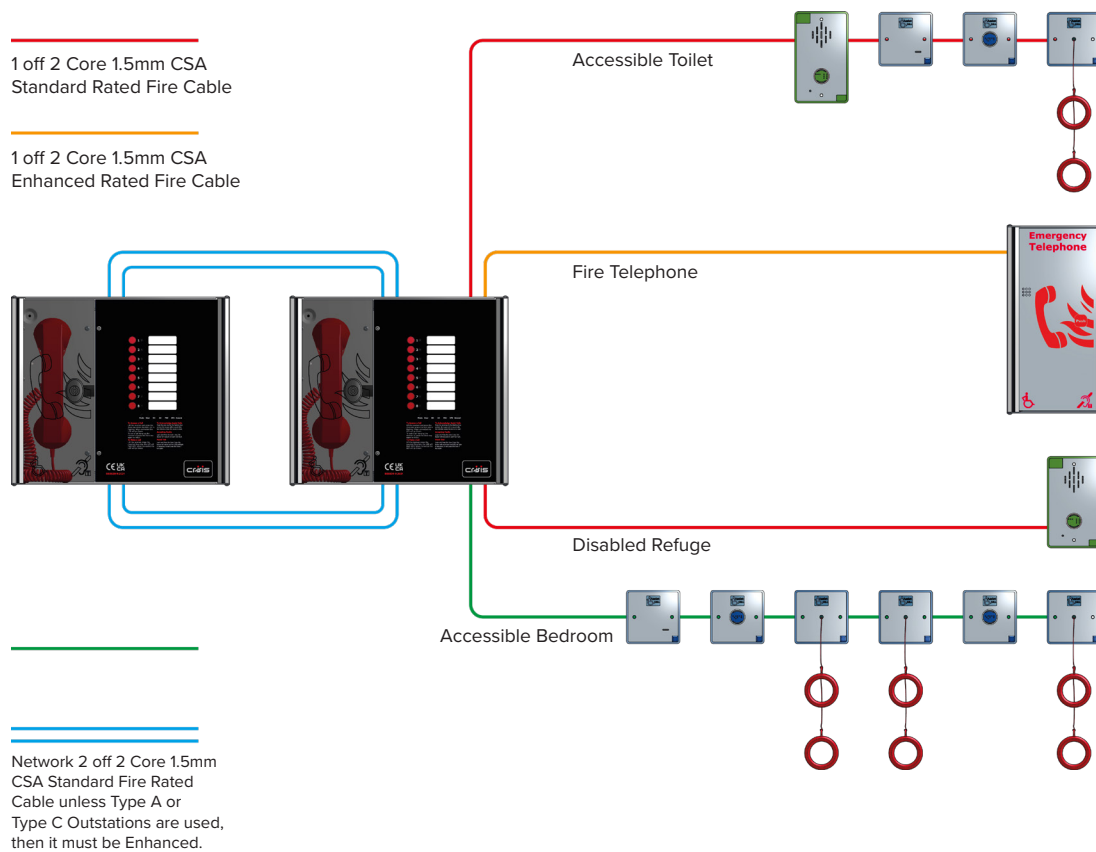 1 off 2 Core 1.5mm CSA
Standard Rated Fire Cable
1 off 2 Core 1.5mm CSA
Enhanced Rated Fire Cable
Accessible Toilet
Fire Telephone
Emergency
Telephone
Disabled Refuge
Accessible Bedroom
Network 2 off 2 Core 1.5mm
CSA Standard Fire Rated
Cable unless Type A or
Type C Outstations are used,
then it must be Enhanced.